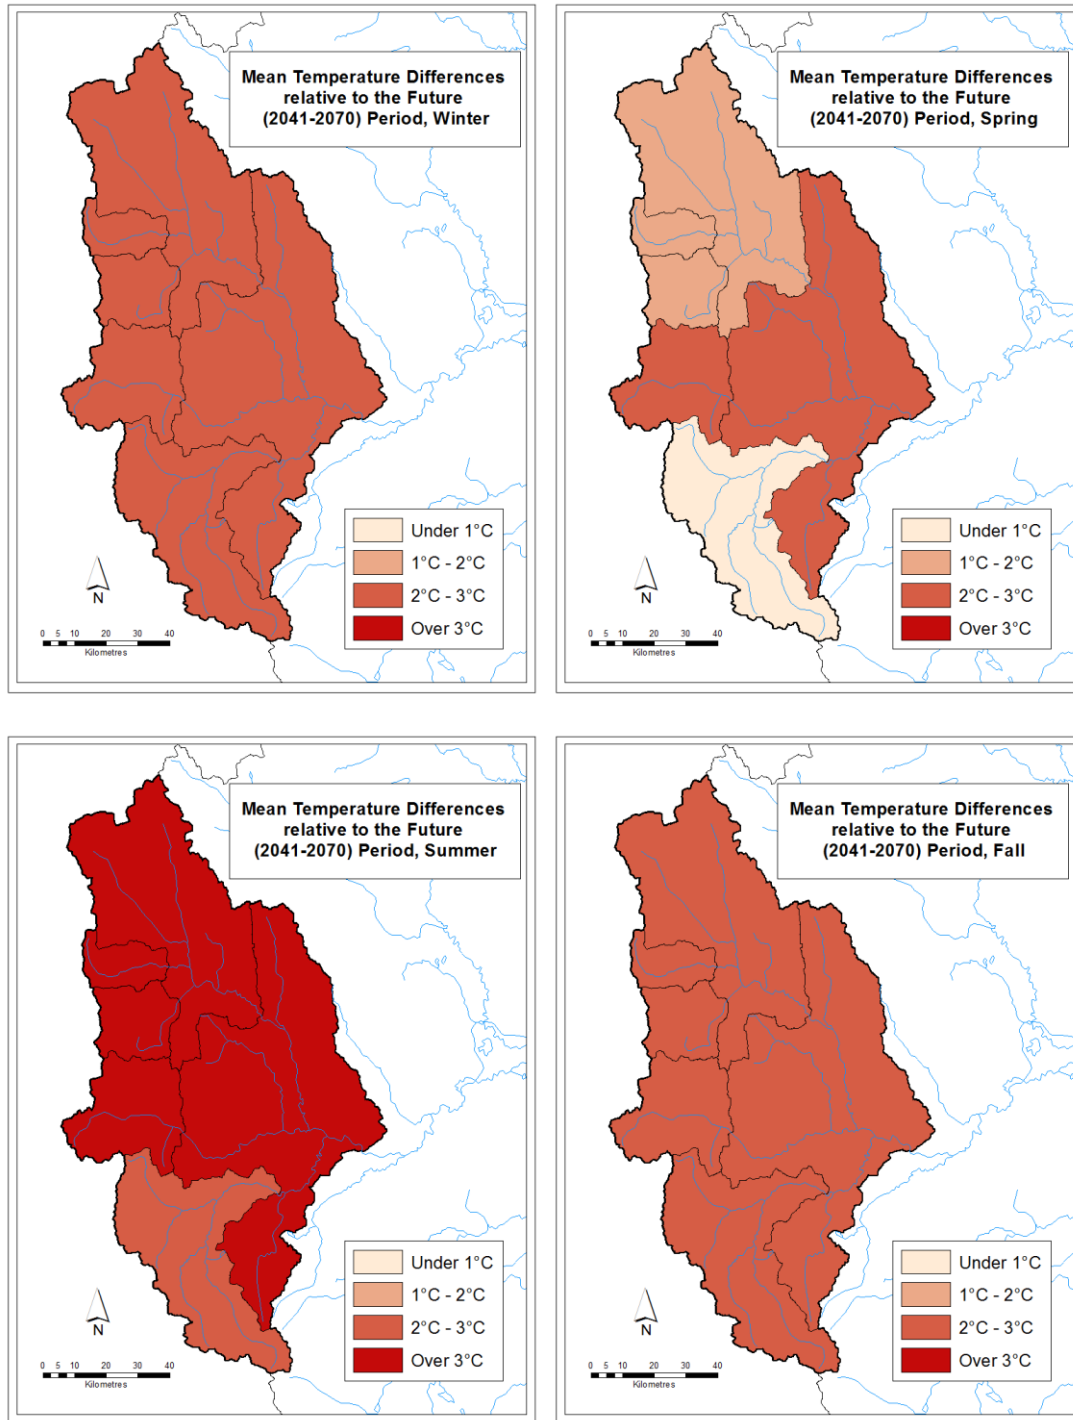 Mean Temperature Differences
relative to the Future
(2041-2070) Period, Winter
Under 1°C
1°C - 2°C
2°C - 3°C
Over 3°C
N
0 5 10 20 30 40
Kilometres
Mean Temperature Differences
relative to the Future
(2041-2070) Period, Spring
Under 1°C
1°C - 2°C
2°C - 3°C
Over 3°C
N
0 5 10 20 30 40
Kilometres
Mean Temperature Differences
relative to the Future
(2041-2070) Period, Summer
Under 1°C
1°C - 2°C
2°C - 3°C
Over 3°C
N
0 5 10 20 30 40
Kilometres
Mean Temperature Differences
relative to the Future
(2041-2070) Period, Fall
Under 1°C
1°C - 2°C
2°C - 3°C
Over 3°C
N
0 5 10 20 30 40
Kilometres